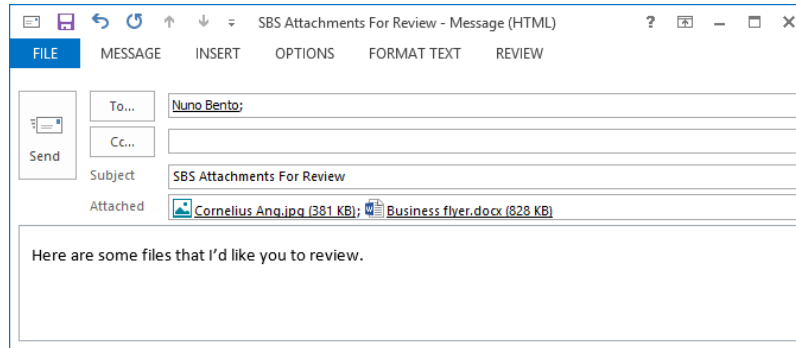 SBS Attachments For Review - Message (HTML) ?
FILE MESSAGE INSERT OPTIONS FORMAT TEXT REVIEW
To... Nuno Bento;
Cc...
Send
Subject SBS Attachments For Review
Attached Cornelius Ang.jpg (381 KB); Business flyer.docx (828 KB)
Here are some files that I’d like you to review.